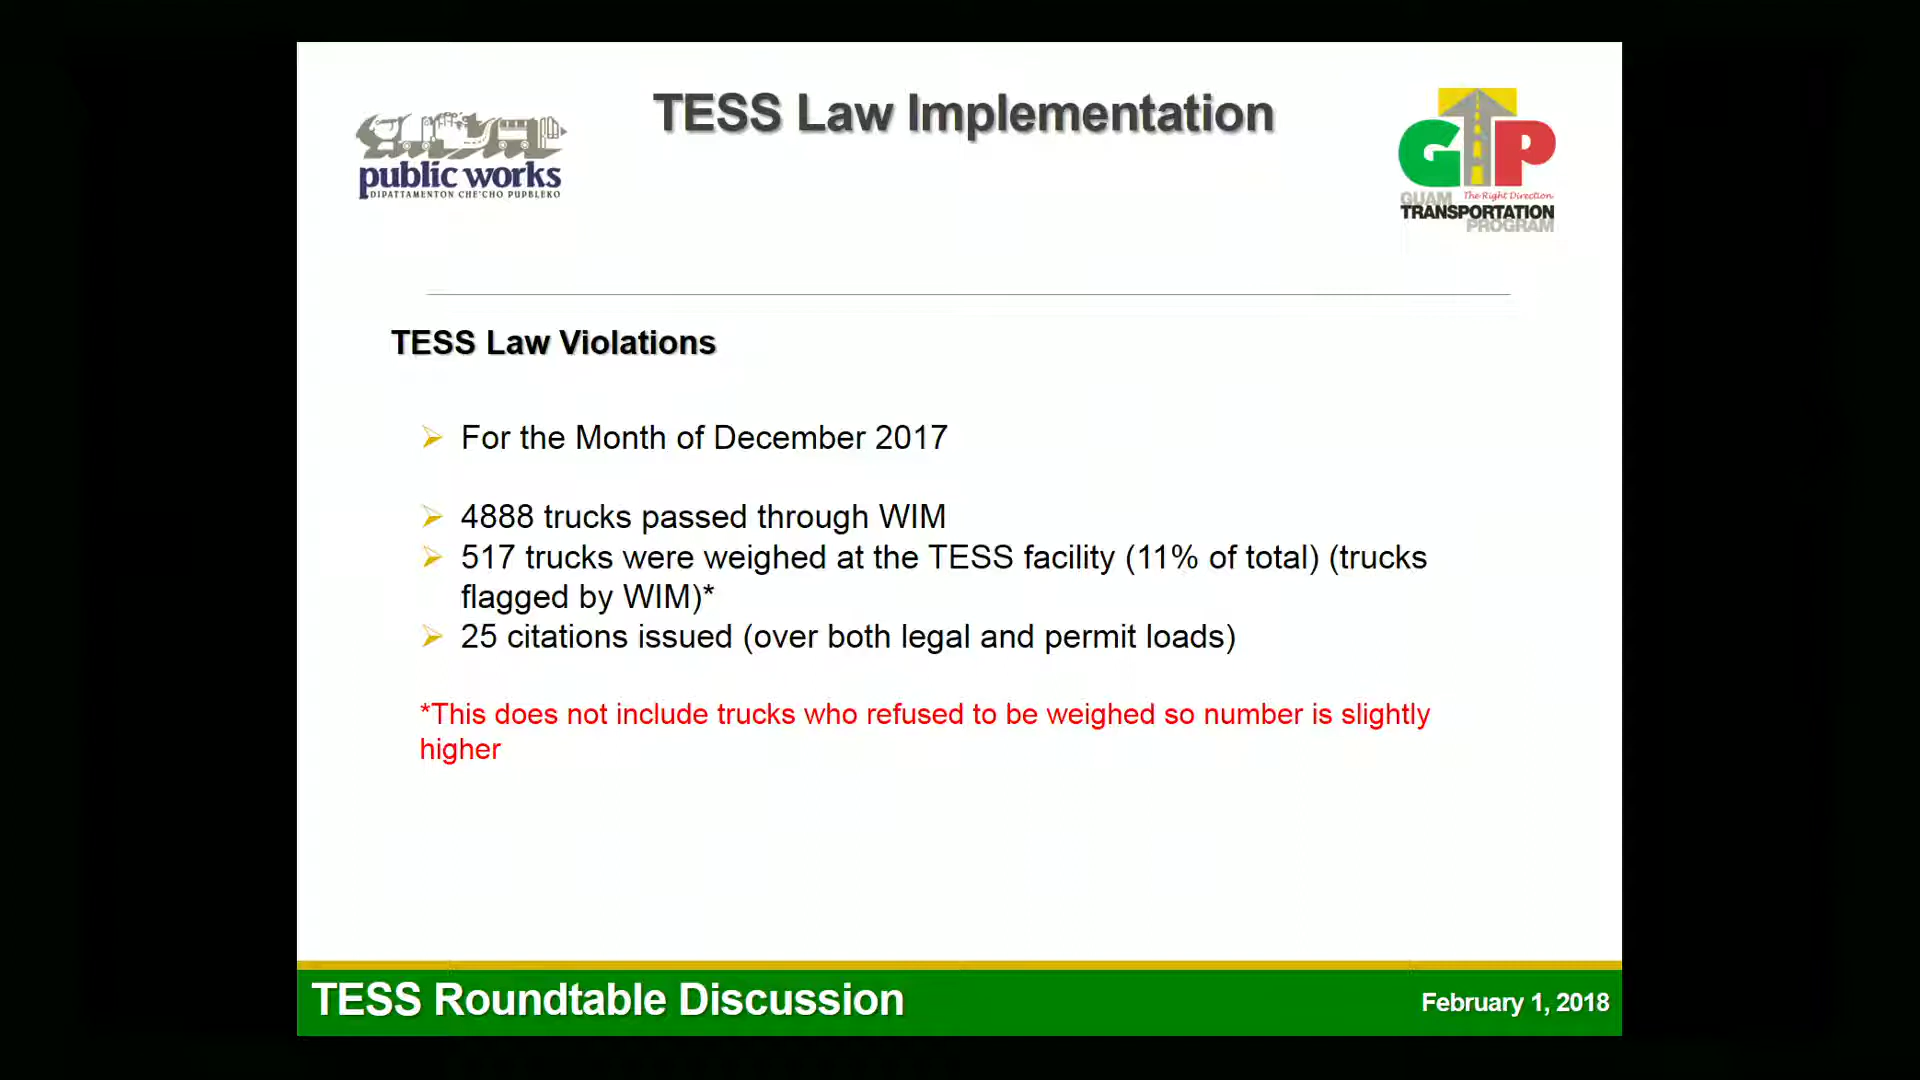 TESS Law Implementation
public works
DIPATTAMENTON CHE'CHO PUPBLEKO
GTP
The Right Direction
GUAM
TRANSPORTATION
PROGRAM
TESS Law Violations
For the Month of December 2017
4888 trucks passed through WIM
517 trucks were weighed at the TESS facility (11% of total) (trucks
flagged by WIM)*
25 citations issued (over both legal and permit loads)
*This does not include trucks who refused to be weighed so number is slightly
higher
TESS Roundtable Discussion
February 1, 2018